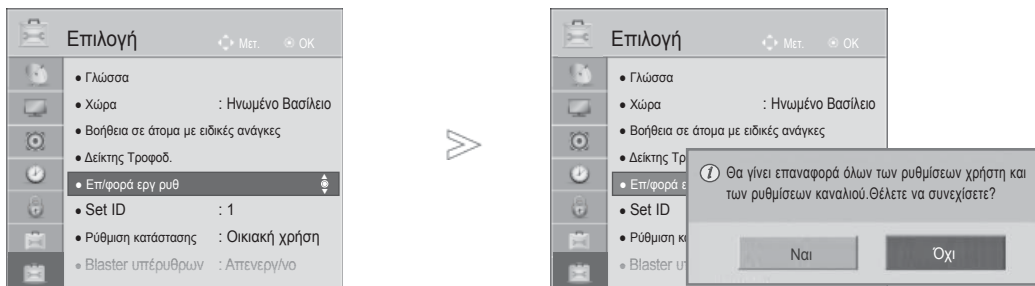 Επιλογή Μετ. OK
● Γλώσσα
● Χώρα : Ηνωμένο Βασίλειο
● Βοήθεια σε άτομα με ειδικές ανάγκες
● Δείκτης Τροφοδ.
● Επ/φορά εργ ρυθ
● Set ID : 1
● Ρύθμιση κατάστασης : Οικιακή χρήση
● Blaster υπέρυθρων : Απενεργ/νο
>
Επιλογή Μετ. OK
● Γλώσσα
● Χώρα : Ηνωμένο Βασίλειο
● Βοήθεια σε άτομα με ειδικές ανάγκες
● Δείκτης Τρ
● Επ/φορά ε
● Set ID
● Ρύθμιση κα
● Blaster υπ
Θα γίνει επαναφορά όλων των ρυθμίσεων χρήστη και
των ρυθμίσεων καναλιού.Θέλετε να συνεχίσετε?
Ναι Όχι